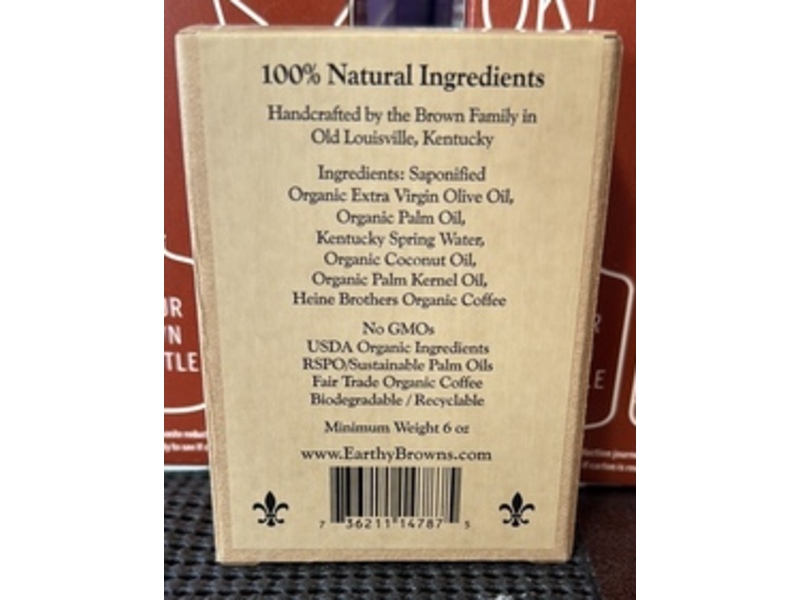 100% Natural Ingredients
Handcrafted by the Brown Family in
Old Louisville, Kentucky
Ingredients: Saponified
Organic Extra Virgin Olive Oil,
Organic Palm Oil,
Kentucky Spring Water,
Organic Coconut Oil,
Organic Palm Kernel Oil,
Heine Brothers Organic Coffee
No GMOs
USDA Organic Ingredients
RSPO/Sustainable Palm Oils
Fair Trade Organic Coffee
Biodegradable / Recyclable
Minimum Weight 6 oz
www.EarthyBrowns.com
7 36211 14787 5